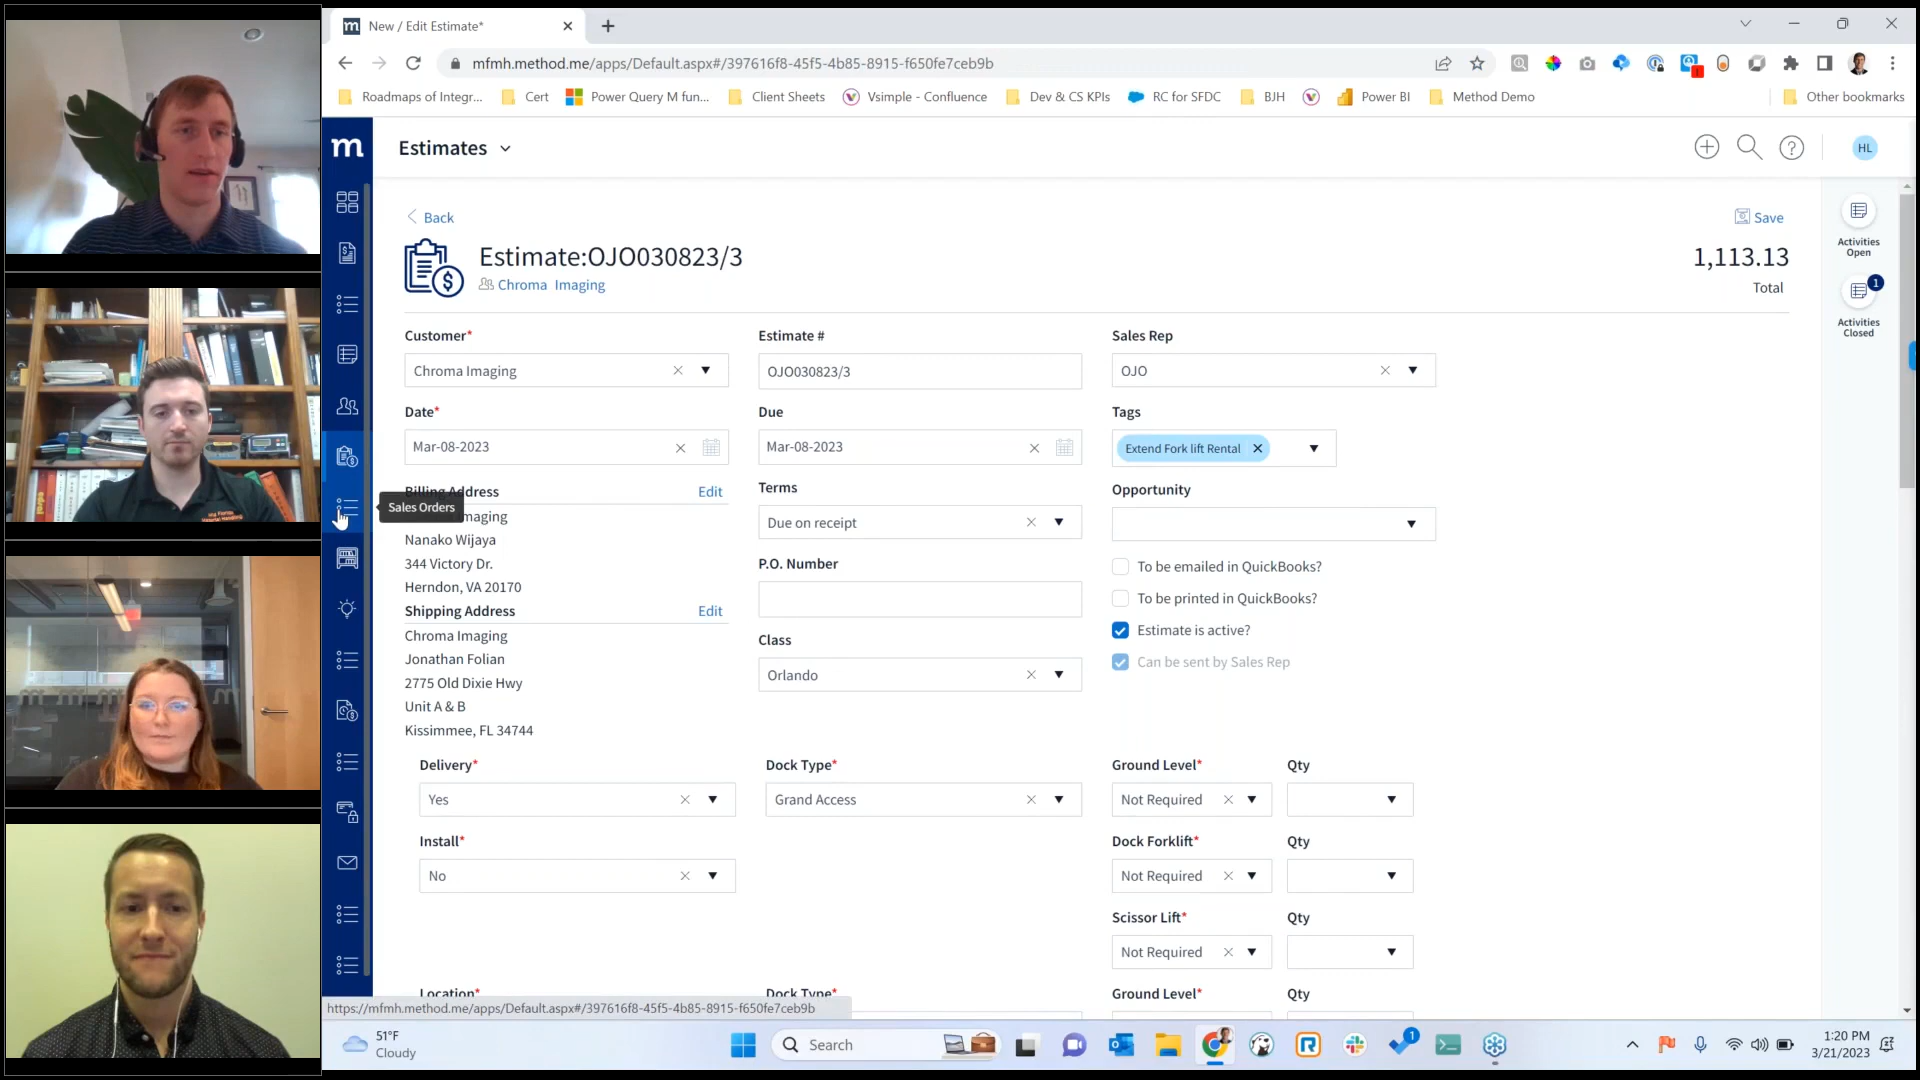 New / Edit Estimate*
mfmh.method.me/apps/Default.aspx#/397616f8-45f5-4b85-8915-f650fe7ceb9b
Roadmaps of Integr...
Cert
Power Query M fun...
Client Sheets
Vsimple - Confluence
Dev & CS KPIs
RC for SFDC
BJH
Power BI
Method Demo
Other bookmarks
m
Estimates
HL
Back
Save
Estimate:OJO030823/3
Chroma Imaging
1,113.13
Total
Activities
Open
1
Activities
Closed
Customer*
Chroma Imaging
Estimate #
OJO030823/3
Sales Rep
OJO
Date*
Mar-08-2023
Due
Mar-08-2023
Tags
Extend Fork lift Rental
Billing Address
Edit
Sales Orders
Imaging
Nanako Wijaya
344 Victory Dr.
Herndon, VA 20170
Terms
Due on receipt
Opportunity
P.O. Number
To be emailed in QuickBooks?
To be printed in QuickBooks?
Estimate is active?
Can be sent by Sales Rep
Shipping Address
Edit
Chroma Imaging
Jonathan Folian
2775 Old Dixie Hwy
Unit A & B
Kissimmee, FL 34744
Class
Orlando
Delivery*
Yes
Dock Type*
Grand Access
Ground Level*
Not Required
Qty
Install*
No
Dock Forklift*
Not Required
Qty
Scissor Lift*
Not Required
Qty
Location*
Dock Type*
Ground Level*
Qty
https://mfmh.method.me/apps/Default.aspx#/397616f8-45f5-4b85-8915-f650fe7ceb9b
51°F
Cloudy
Search
1
1:20 PM
3/21/2023